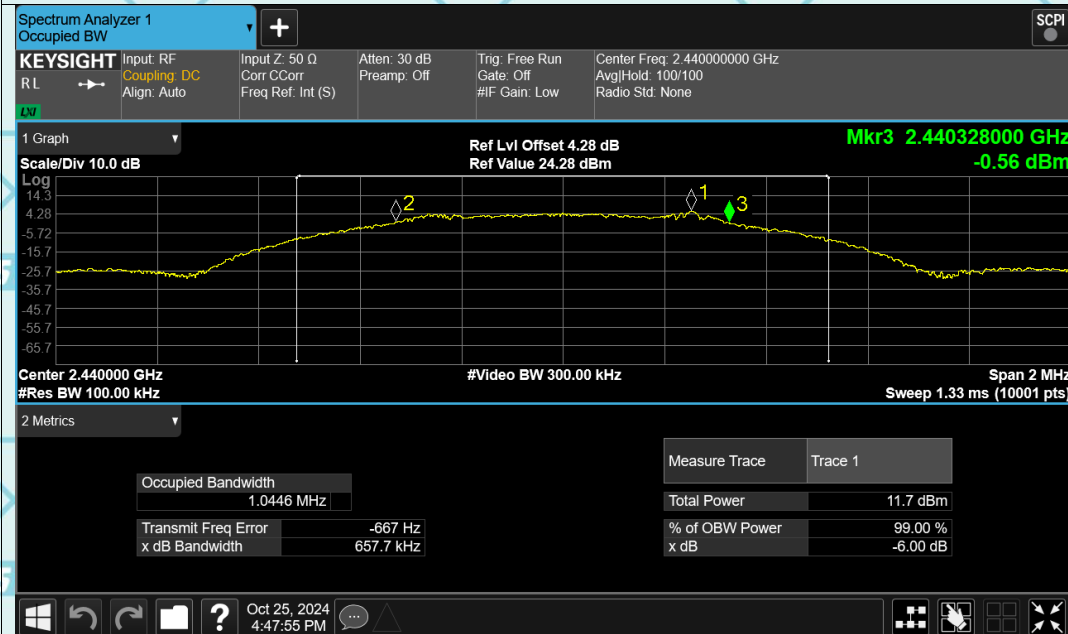 Spectrum Analyzer 1
Occupied BW
+
SCPI
KEYSIGHT
R L
LXI
Input: RF
Coupling: DC
Align: Auto
Input Z: 50 Ω
Corr CCorr
Freq Ref: Int (S)
Atten: 30 dB
Preamp: Off
Trig: Free Run
Gate: Off
#IF Gain: Low
Center Freq: 2.440000000 GHz
Avg|Hold: 100/100
Radio Std: None
1 Graph
Scale/Div 10.0 dB
Ref Lvl Offset 4.28 dB
Ref Value 24.28 dBm
Mkr3 2.440328000 GHz
-0.56 dBm
Log
14.3
4.28
-5.72
-15.7
-25.7
-35.7
-45.7
-55.7
-65.7
2
1
3
Center 2.440000 GHz
#Video BW 300.00 kHz
Span 2 MHz
#Res BW 100.00 kHz
Sweep 1.33 ms (10001 pts)
2 Metrics
Occupied Bandwidth
1.0446 MHz
Transmit Freq Error -667 Hz
x dB Bandwidth 657.7 kHz
Measure Trace Trace 1
Total Power 11.7 dBm
% of OBW Power 99.00 %
x dB -6.00 dB
?
Oct 25, 2024
4:47:55 PM